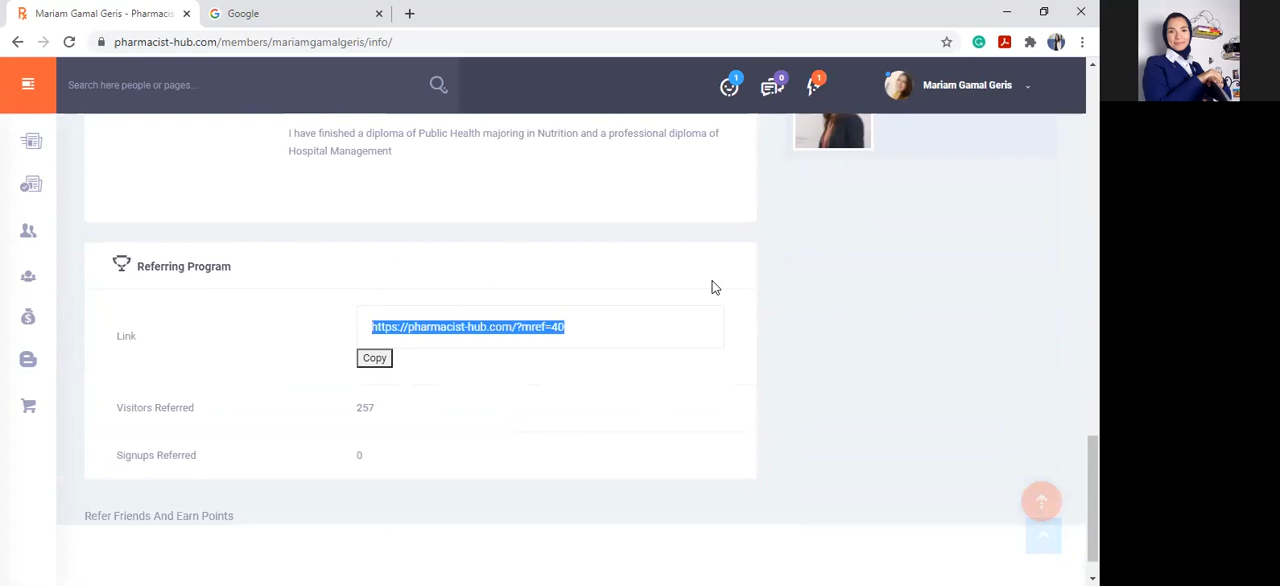 Mariam Gamal Geris - Pharmacis
Google
pharmacist-hub.com/members/mariamgamalgeris/info/
Search here people or pages...
1
0
1
Mariam Gamal Geris
I have finished a diploma of Public Health majoring in Nutrition and a professional diploma of
Hospital Management
Referring Program
Link
https://pharmacist-hub.com/?mref=40
Copy
Visitors Referred
257
Signups Referred
0
Refer Friends And Earn Points